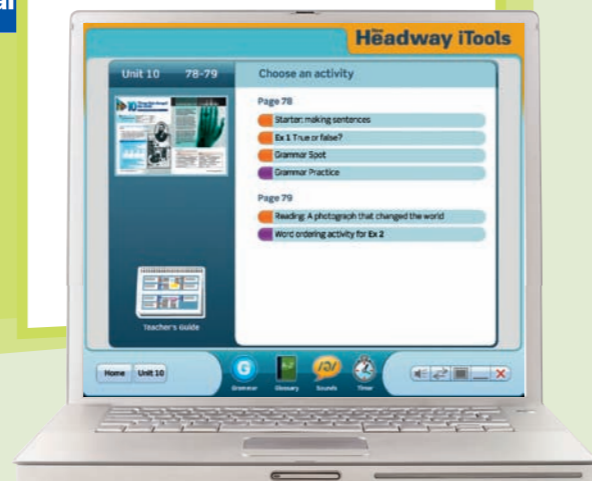 al
Headway iTools
Unit 10 78-79
Choose an activity
Page 78
Starter: making sentences
Ex 1 True or false?
Grammar Spot
Grammar Practice
Page 79
Reading: A photograph that changed the world
Word ordering activity for Ex 2
Teacher's Guide
Home
Unit 10
G
Grammar
Glossary
Sounds
Timer